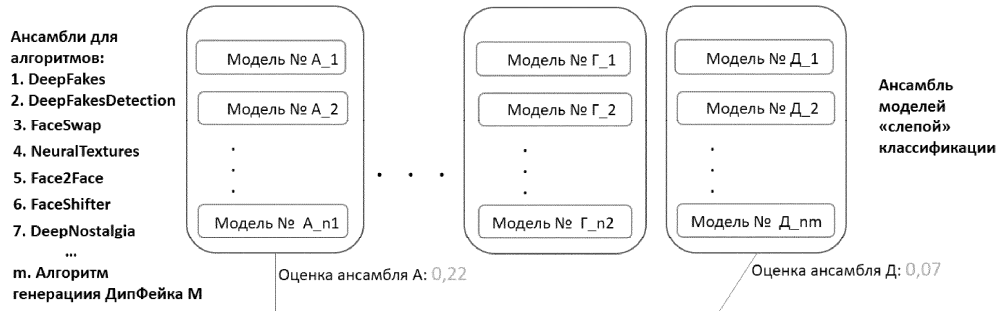 Ансамбли для
алгоритмов:
1. DeepFakes
2. DeepFakesDetection
3. FaceSwap
4. NeuralTextures
5. Face2Face
6. FaceShifter
7. DeepNostalgia
...
m. Алгоритм
генерациии ДипФейка М
Модель № А_1
Модель № А_2
Модель № А_n1
Оценка ансамбля А: 0,22
Модель № Г_1
Модель № Г_2
Модель № Г_n2
Модель № Д_1
Модель № Д_2
Модель № Д_nm
Оценка ансамбля Д: 0,07
Ансамбль
моделей
«слепой»
классификации